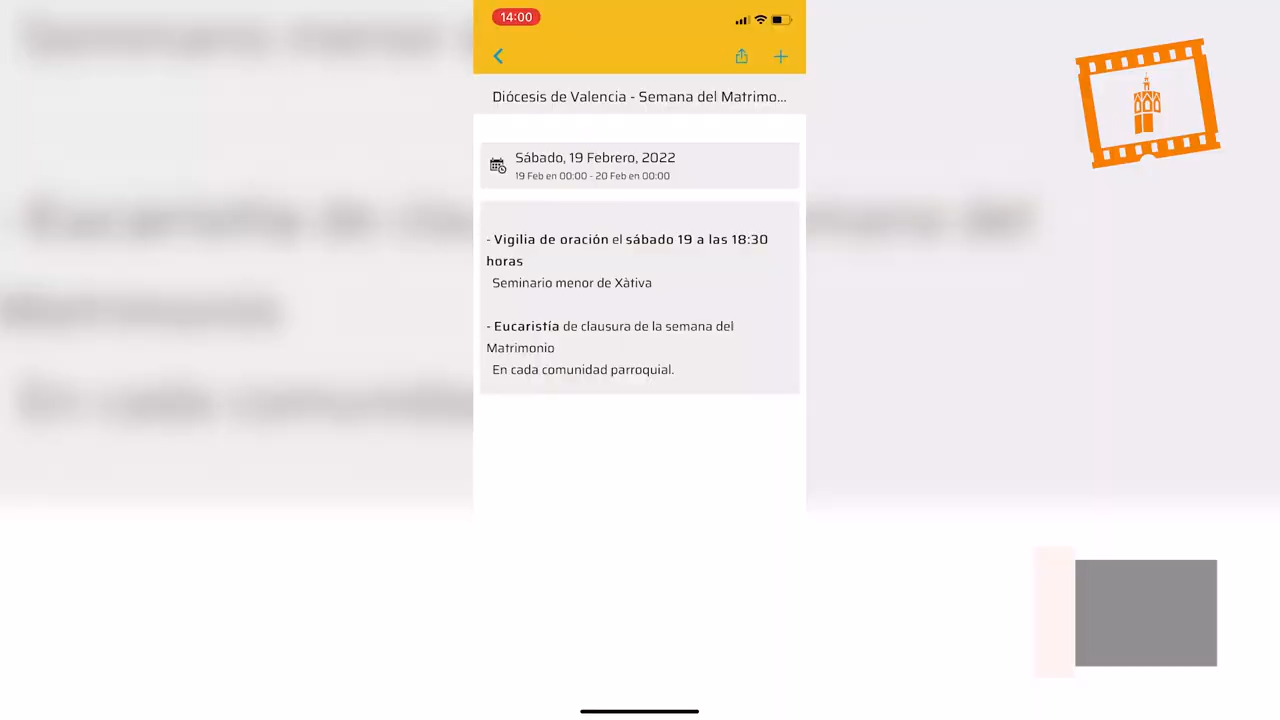 14:00
Diócesis de Valencia - Semana del Matrimo...
Sábado, 19 Febrero, 2022
19 Feb en 00:00 - 20 Feb en 00:00
- Vigilia de oración el sábado 19 a las 18:30
horas
Seminario menor de Xàtiva
- Eucaristía de clausura de la semana del
Matrimonio
En cada comunidad parroquial.